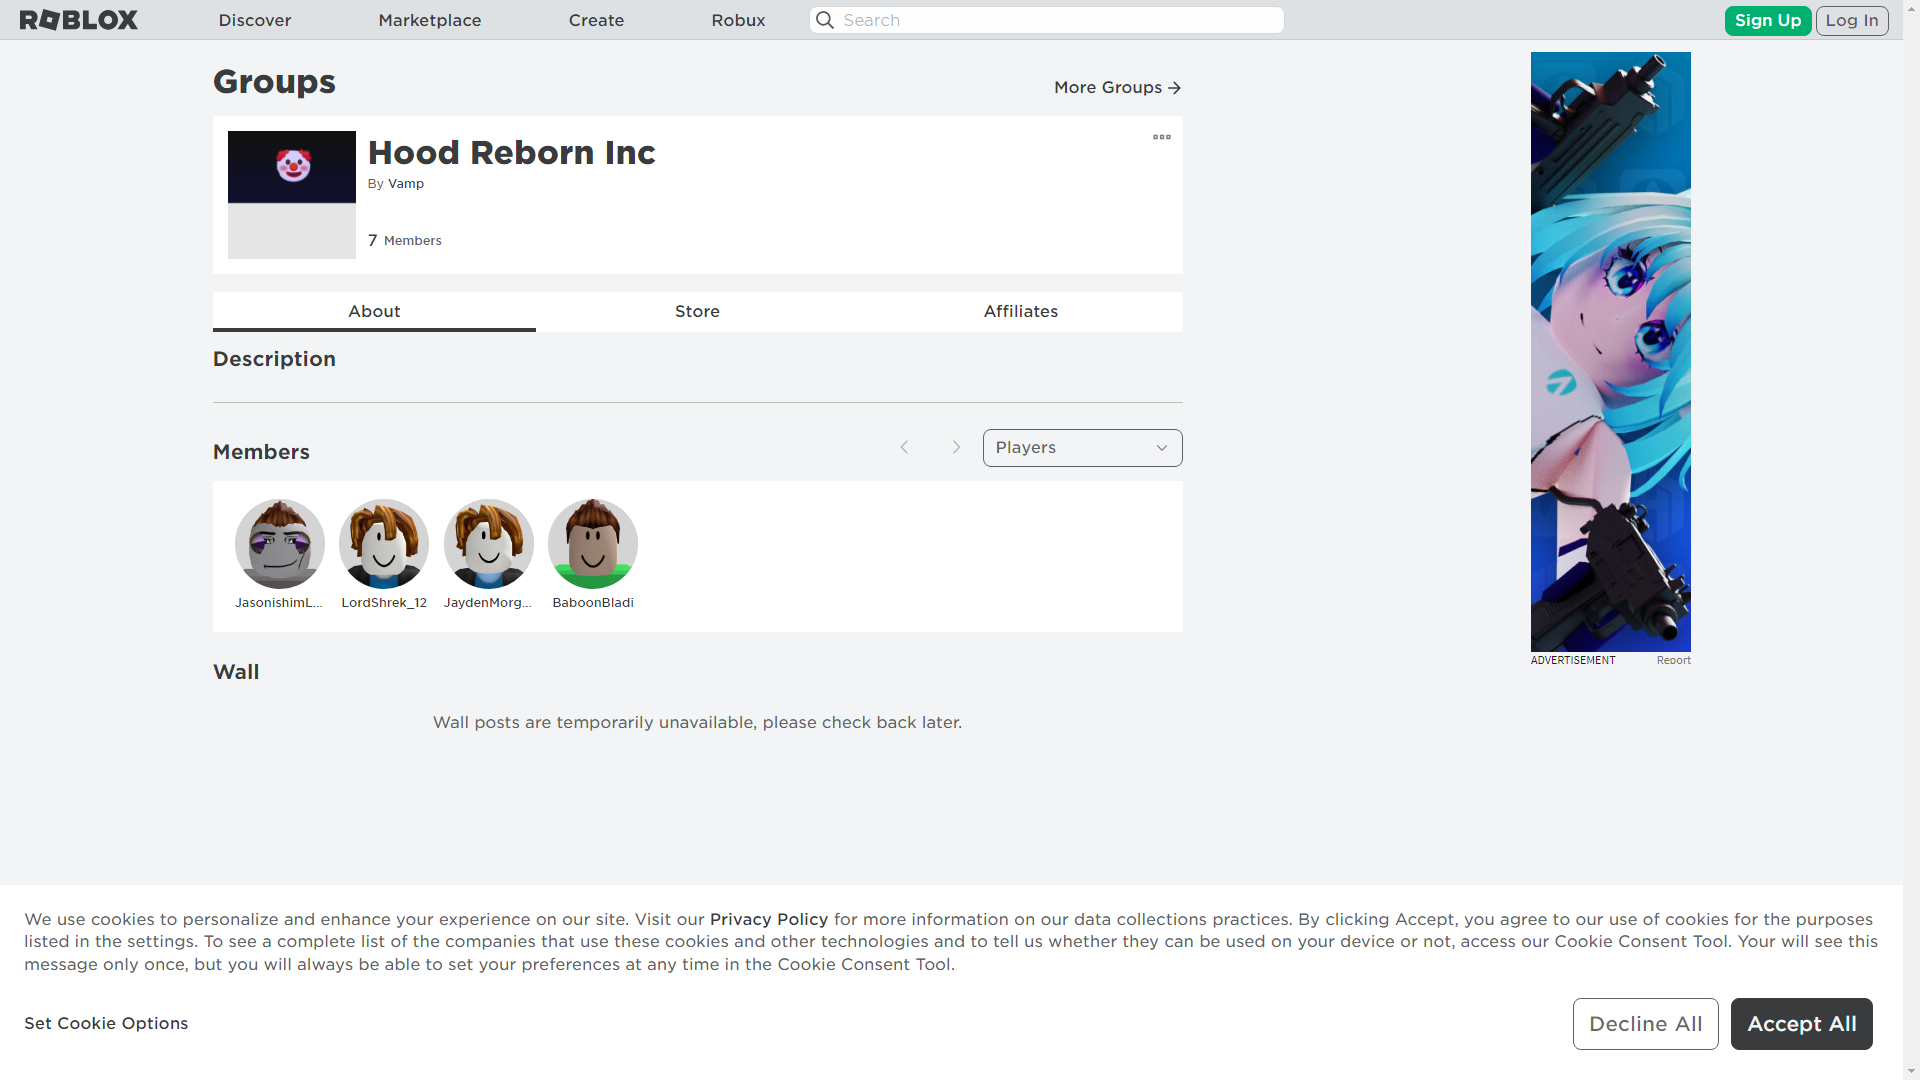 ROBLOX
Discover
Marketplace
Create
Robux
Search
Sign Up
Log In
Groups
More Groups
Hood Reborn Inc
By Vamp
7 Members
About
Store
Affiliates
Description
Members
Players
JasonishimL...
LordShrek_12
JaydenMorg...
BaboonBladi
Wall
Wall posts are temporarily unavailable, please check back later.
ADVERTISEMENT
Report
We use cookies to personalize and enhance your experience on our site. Visit our Privacy Policy for more information on our data collections practices. By clicking Accept, you agree to our use of cookies for the purposes
listed in the settings. To see a complete list of the companies that use these cookies and other technologies and to tell us whether they can be used on your device or not, access our Cookie Consent Tool. Your will see this
message only once, but you will always be able to set your preferences at any time in the Cookie Consent Tool.
Set Cookie Options
Decline All
Accept All